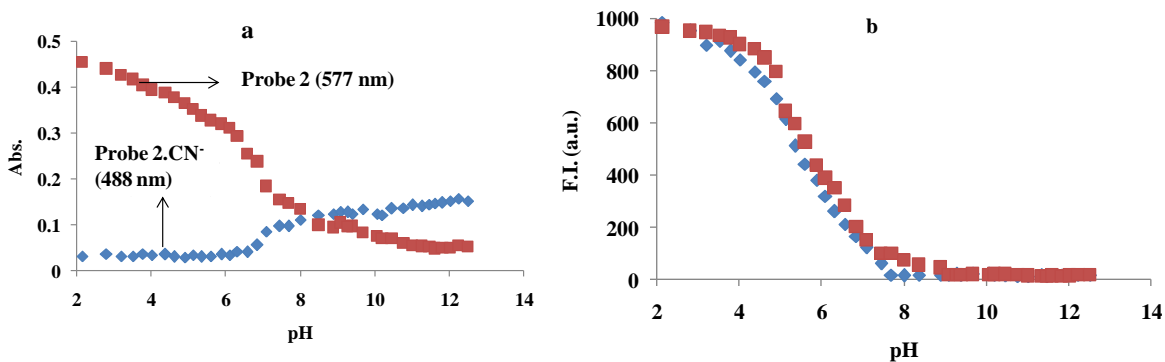 a
0.5
0.4
0.3
0.2
0.1
0
Abs.
Probe 2 (577 nm)
Probe 2.CN-
(488 nm)
2 4 6 8 10 12 14
pH
b
1000
800
600
400
200
0
F.I. (a.u.)
2 4 6 8 10 12 14
pH